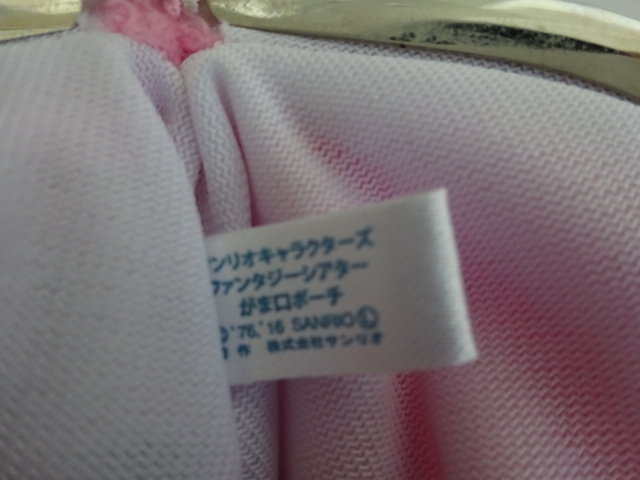 ンリオキャラクターズ
ファンタジーシアター
がま口ポーチ
©'76,'16 SANRIO Ⓛ
作 株式会社サンリオ